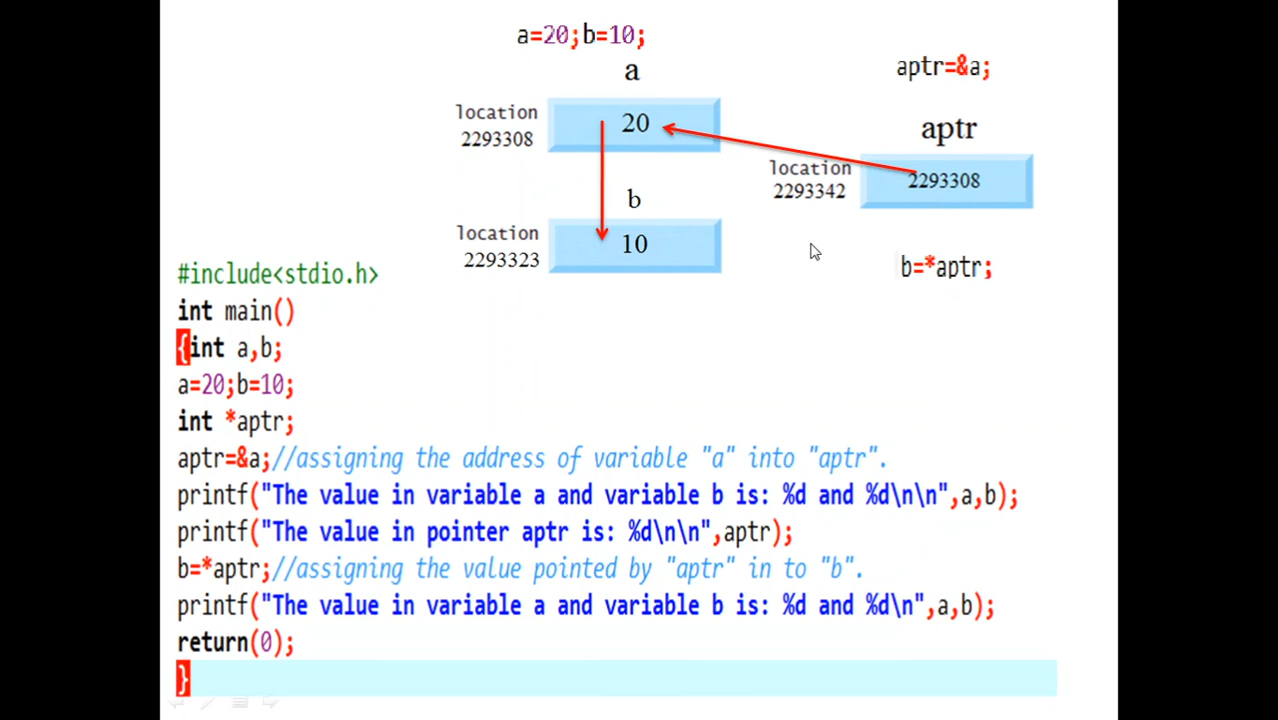 a=20;b=10;
a
location
2293308
20
b
location
2293323
10
aptr=&a;
aptr
location
2293342
2293308
b=*aptr;
#include<stdio.h>
int main()
{int a,b;
a=20;b=10;
int *aptr;
aptr=&a;//assigning the address of variable "a" into "aptr".
printf("The value in variable a and variable b is: %d and %d\n\n",a,b);
printf("The value in pointer aptr is: %d\n\n",aptr);
b=*aptr;//assigning the value pointed by "aptr" in to "b".
printf("The value in variable a and variable b is: %d and %d\n",a,b);
return(0);
}